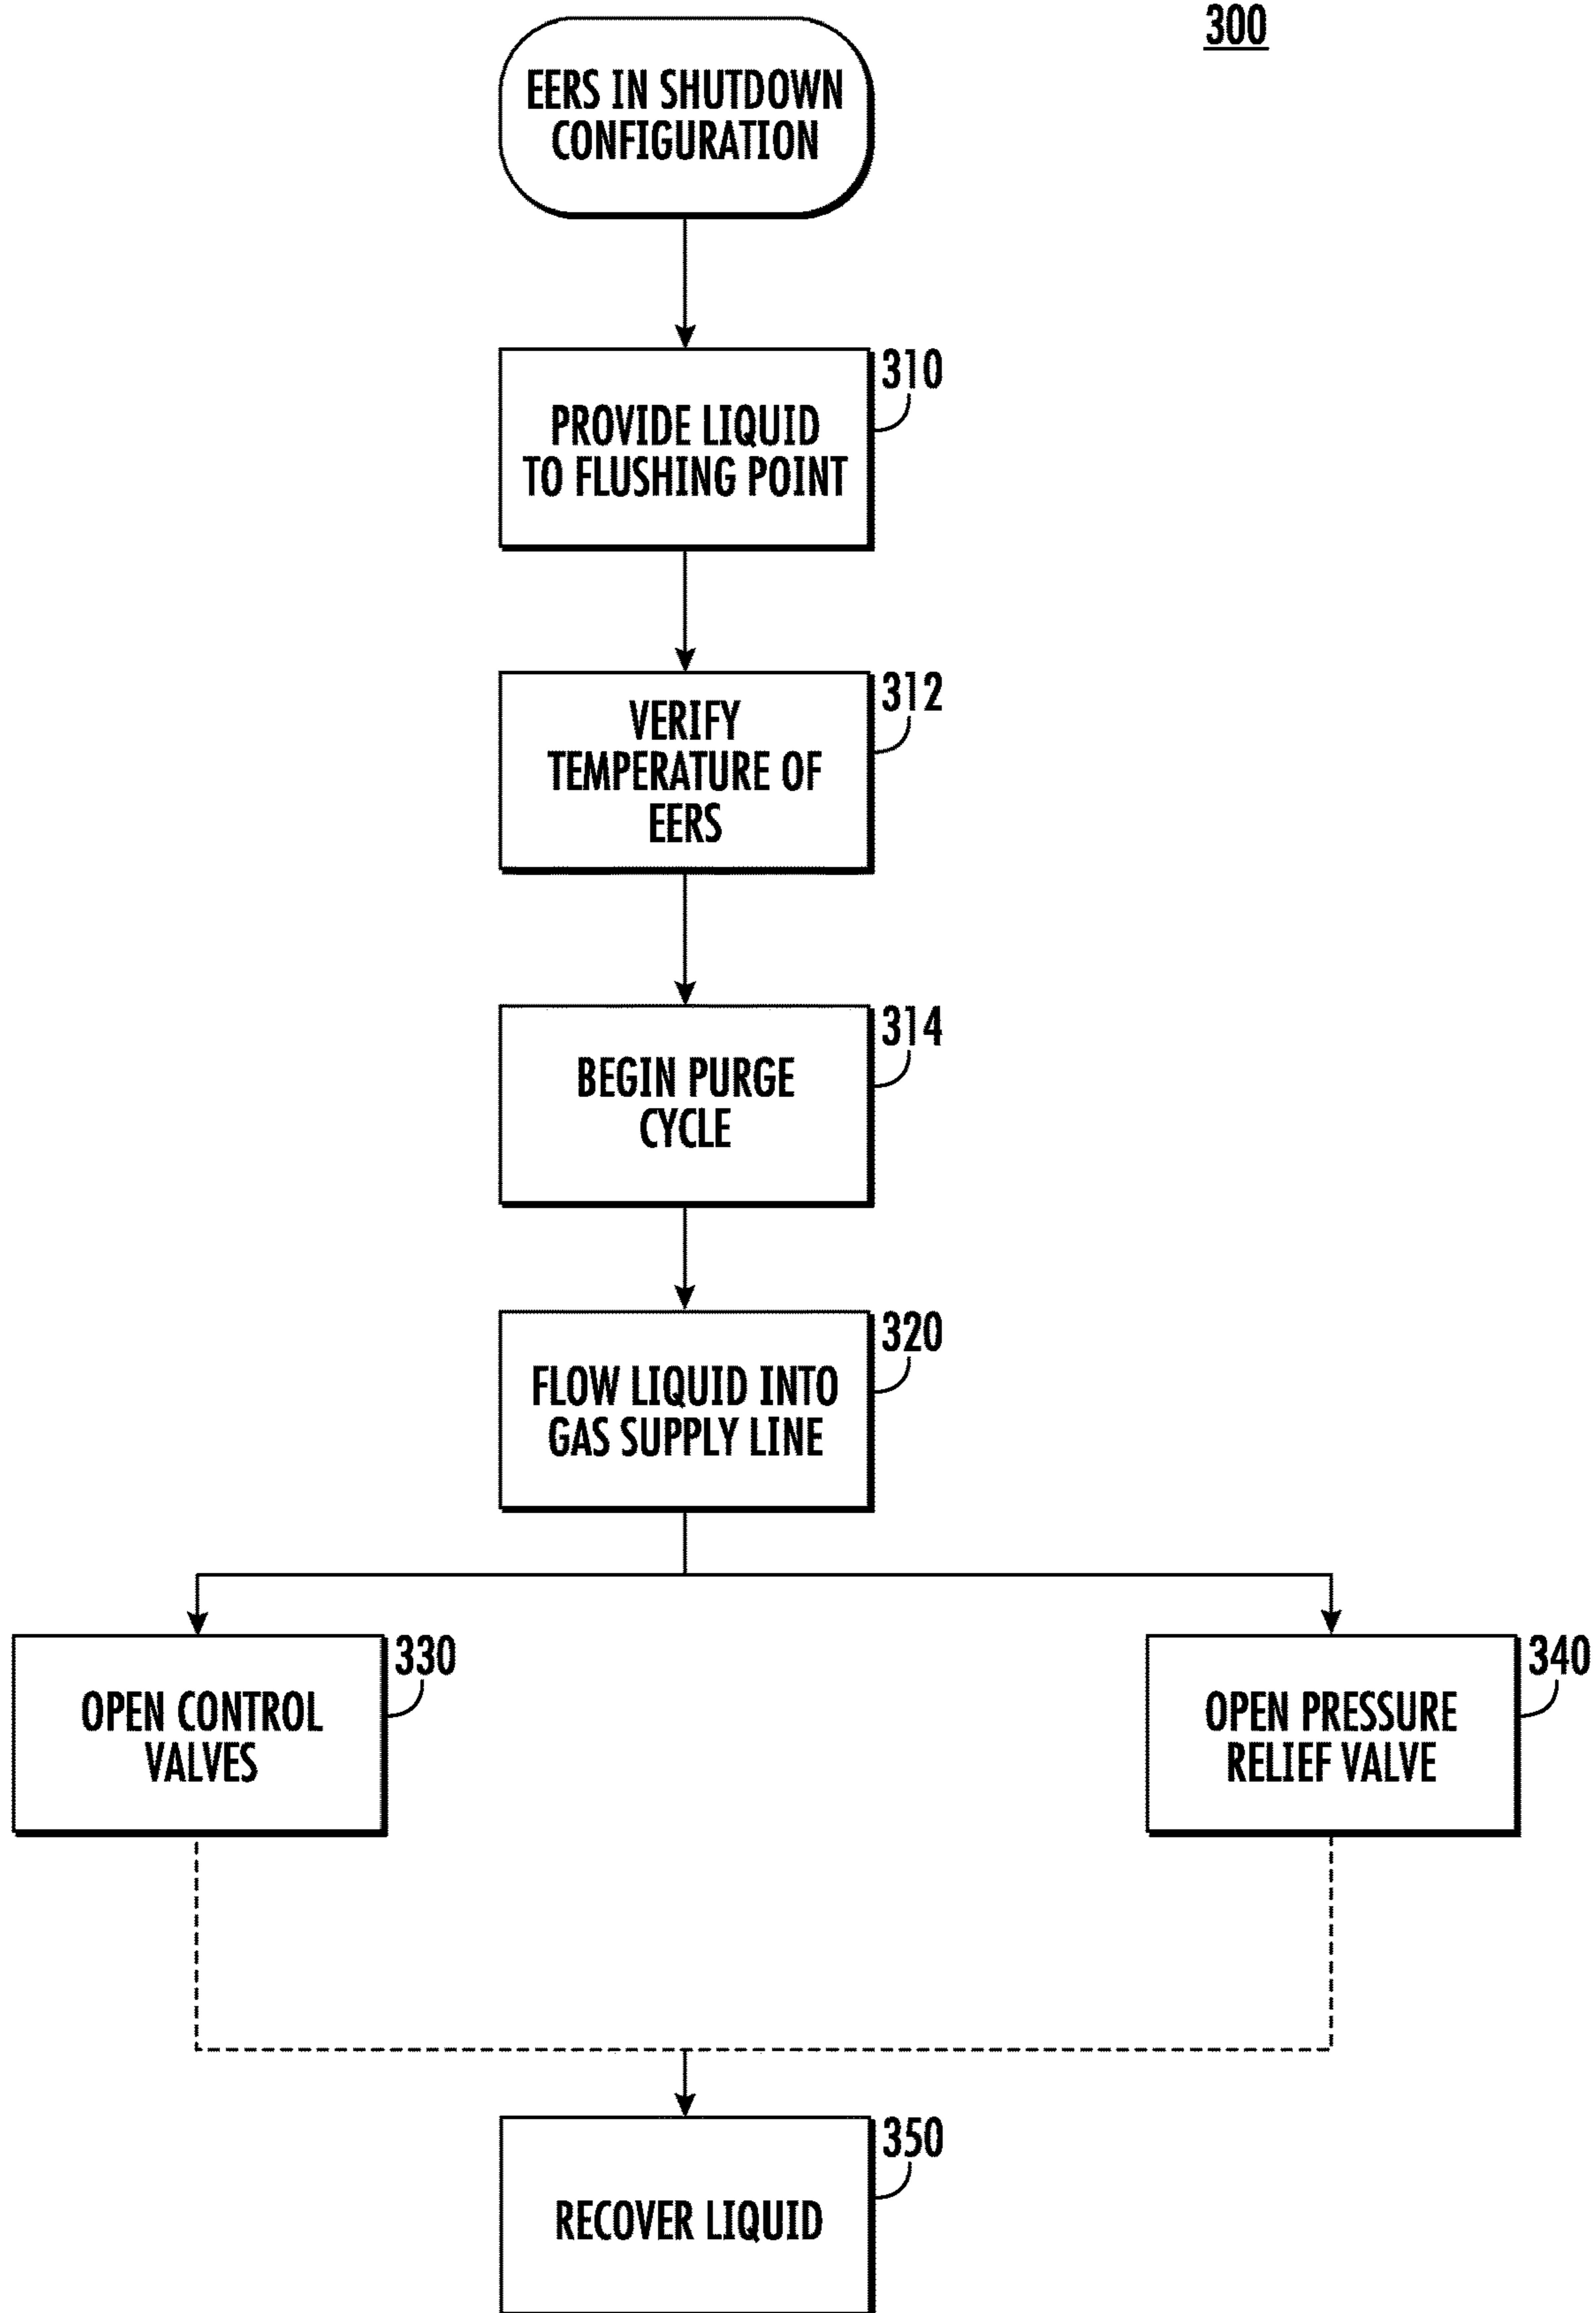 300
EERS IN SHUTDOWN
CONFIGURATION
310
PROVIDE LIQUID
TO FLUSHING POINT
312
VERIFY
TEMPERATURE OF
EERS
314
BEGIN PURGE
CYCLE
320
FLOW LIQUID INTO
GAS SUPPLY LINE
330
OPEN CONTROL
VALVES
340
OPEN PRESSURE
RELIEF VALVE
350
RECOVER LIQUID